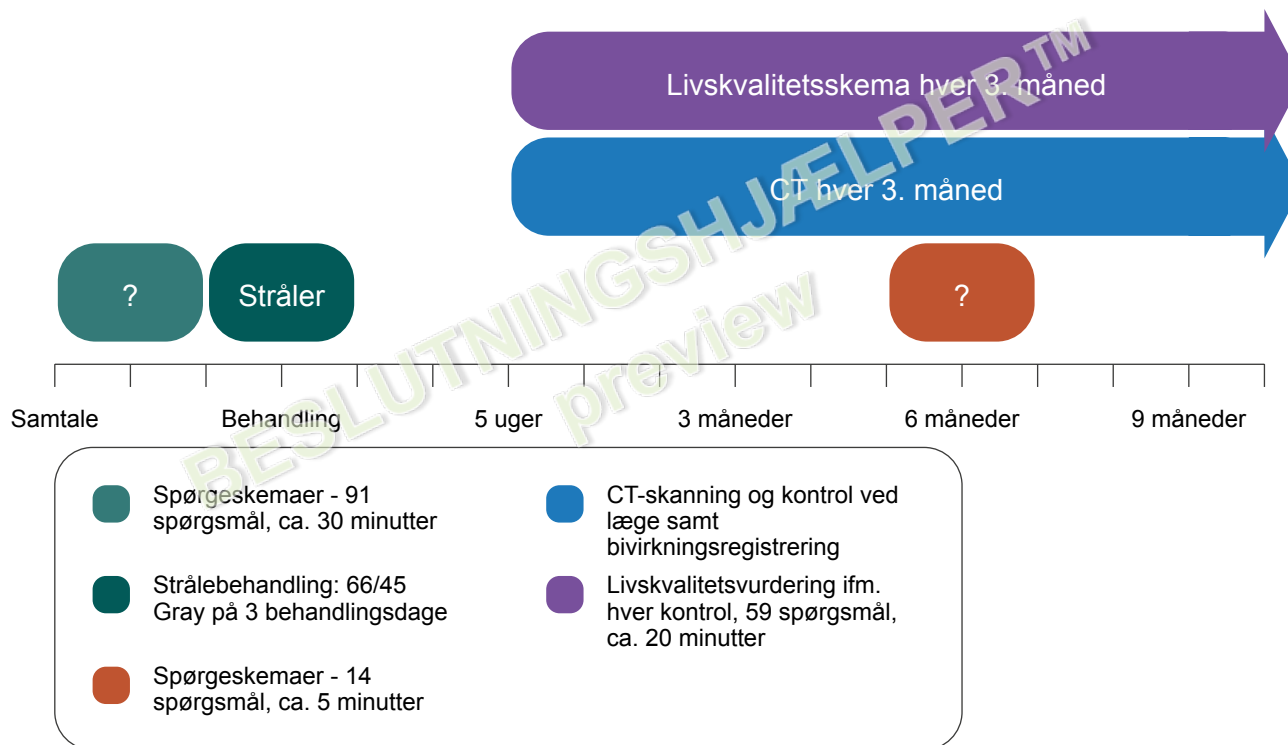 Livskvalitetsskema hver 3. måned
CT hver 3. måned
?
Stråler
?
Samtale
Behandling
5 uger
3 måneder
6 måneder
9 måneder
BESLUTNINGSHJÆLPER™
preview
Spørgeskemaer - 91
spørgsmål, ca. 30 minutter
Strålebehandling: 66/45
Gray på 3 behandlingsdage
Spørgeskemaer - 14
spørgsmål, ca. 5 minutter
CT-skanning og kontrol ved
læge samt
bivirkningsregistrering
Livskvalitetsvurdering ifm.
hver kontrol, 59 spørgsmål,
ca. 20 minutter